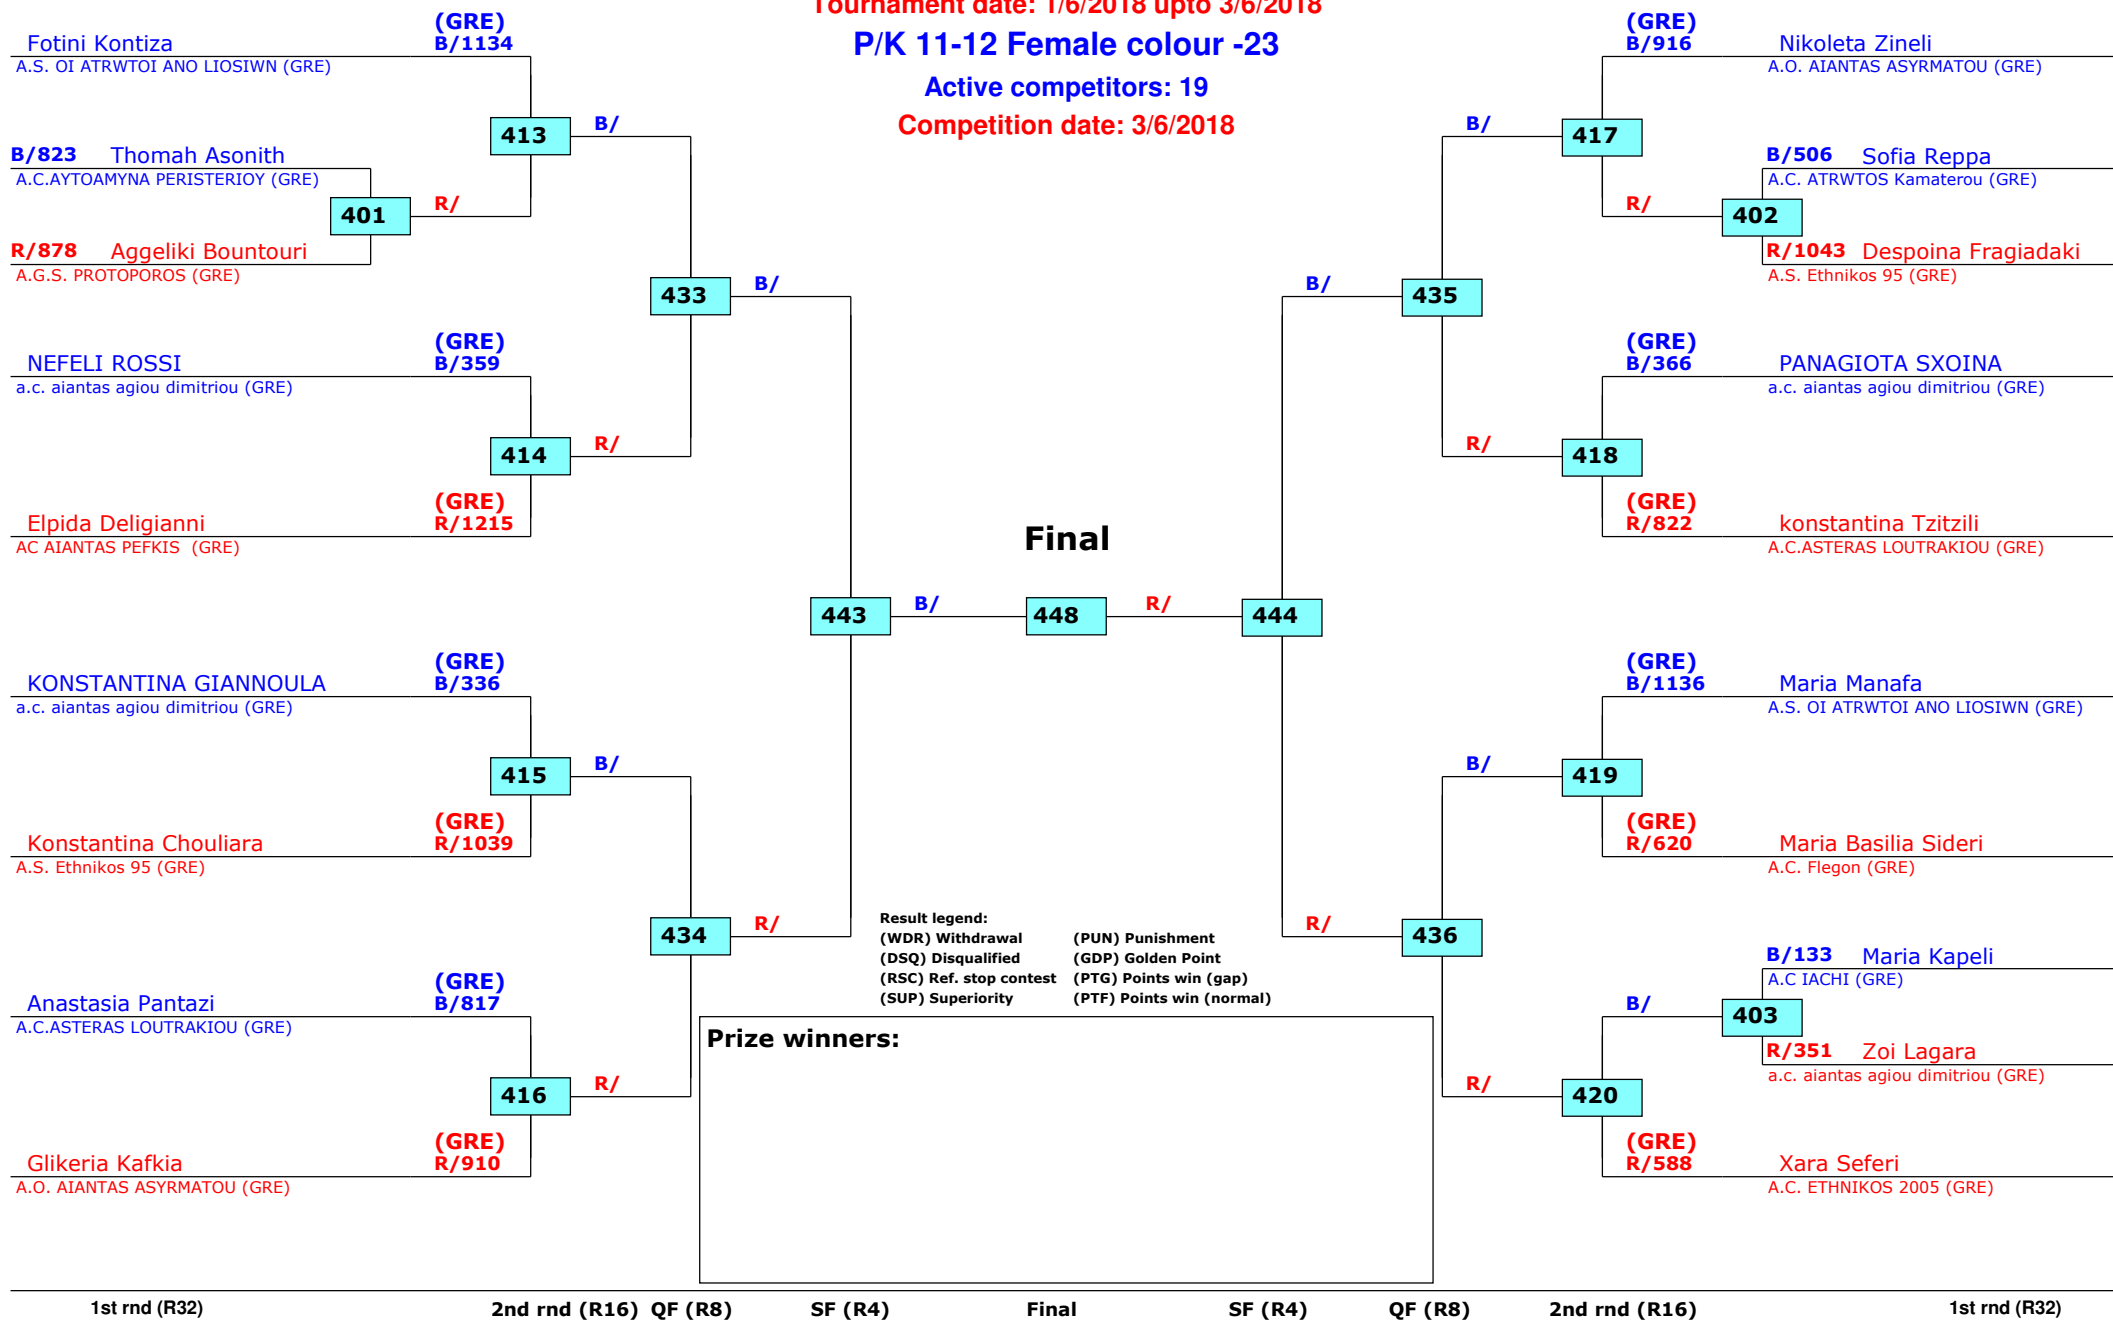 Tournament date: 1/6/2018 upto 3/6/2018
P/K 11-12 Female colour -23
Active competitors: 19
Competition date: 3/6/2018
(GRE)
Fotini Kontiza B/1134
A.S. OI ATRWTOI ANO LIOSIWN (GRE)
413 B/
B/823 Thomah Asonith
A.C.AYTOAMYNA PERISTERIOY (GRE)
401 R/
R/878 Aggeliki Bountouri
A.G.S. PROTOPOROS (GRE)
433 B/
(GRE)
NEFELI ROSSI B/359
a.c. aiantas agiou dimitriou (GRE)
414 R/
(GRE)
Elpida Deligianni R/1215
AC AIANTAS PEFKIS (GRE)
443 B/
(GRE)
KONSTANTINA GIANNOULA B/336
a.c. aiantas agiou dimitriou (GRE)
415 B/
(GRE)
Konstantina Chouliara R/1039
A.S. Ethnikos 95 (GRE)
434 R/
(GRE)
Anastasia Pantazi B/817
A.C.ASTERAS LOUTRAKIOU (GRE)
416 R/
(GRE)
Glikeria Kafkia R/910
A.O. AIANTAS ASYRMATOU (GRE)
Final
448
(GRE)
B/916 Nikoleta Zineli
A.O. AIANTAS ASYRMATOU (GRE)
B/ 417
B/506 Sofia Reppa
A.C. ATRWTOS Kamaterou (GRE)
R/ 402
R/1043 Despoina Fragiadaki
A.S. Ethnikos 95 (GRE)
B/ 435
(GRE)
B/366 PANAGIOTA SXOINA
a.c. aiantas agiou dimitriou (GRE)
R/ 418
(GRE)
R/822 konstantina Tzitzili
A.C.ASTERAS LOUTRAKIOU (GRE)
R/ 444
(GRE)
B/1136 Maria Manafa
A.S. OI ATRWTOI ANO LIOSIWN (GRE)
B/ 419
(GRE)
R/620 Maria Basilia Sideri
A.C. Flegon (GRE)
R/ 436
B/133 Maria Kapeli
A.C IACHI (GRE)
B/ 403
R/351 Zoi Lagara
a.c. aiantas agiou dimitriou (GRE)
R/ 420
(GRE)
R/588 Xara Seferi
A.C. ETHNIKOS 2005 (GRE)
Result legend:
(WDR) Withdrawal (PUN) Punishment
(DSQ) Disqualified (GDP) Golden Point
(RSC) Ref. stop contest (PTG) Points win (gap)
(SUP) Superiority (PTF) Points win (normal)
Prize winners:
1st rnd (R32) 2nd rnd (R16) QF (R8) SF (R4) Final SF (R4) QF (R8) 2nd rnd (R16) 1st rnd (R32)